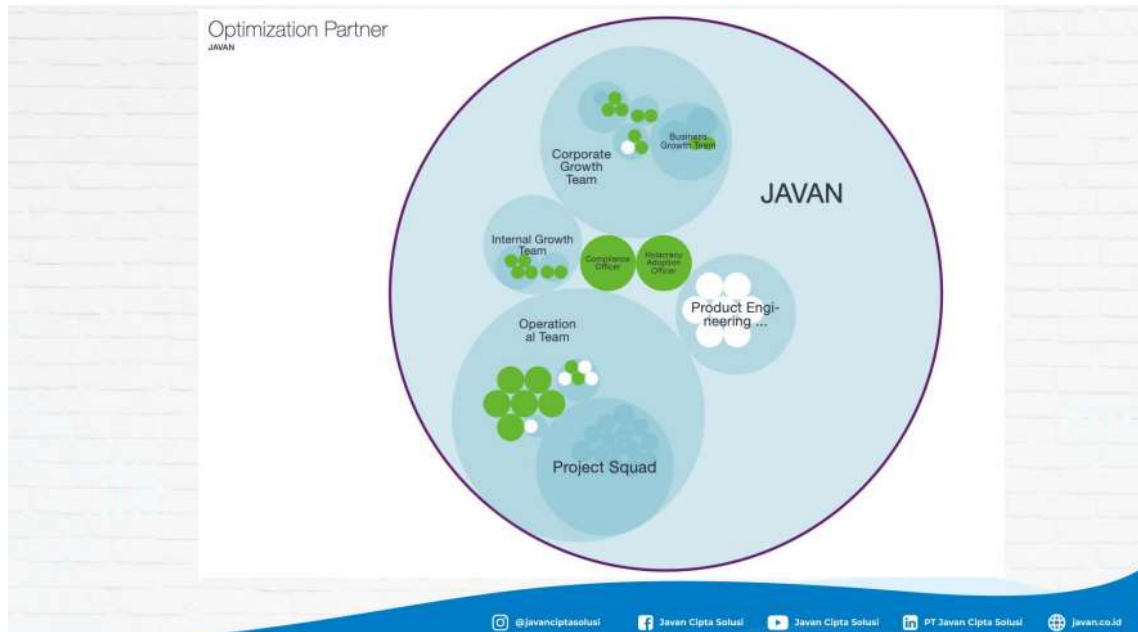 Optimization Partner
JAVAN
Business
Growth Team
Corporate
Growth
Team
JAVAN
Internal Growth
Team
Compliance
Officer
Holacracy
Adoption
Officer
Product Engi-
neering ...
Operation
al Team
Project Squad
@javanciptasolusi
Javan Cipta Solusi
Javan Cipta Solusi
PT Javan Cipta Solusi
javan.co.id